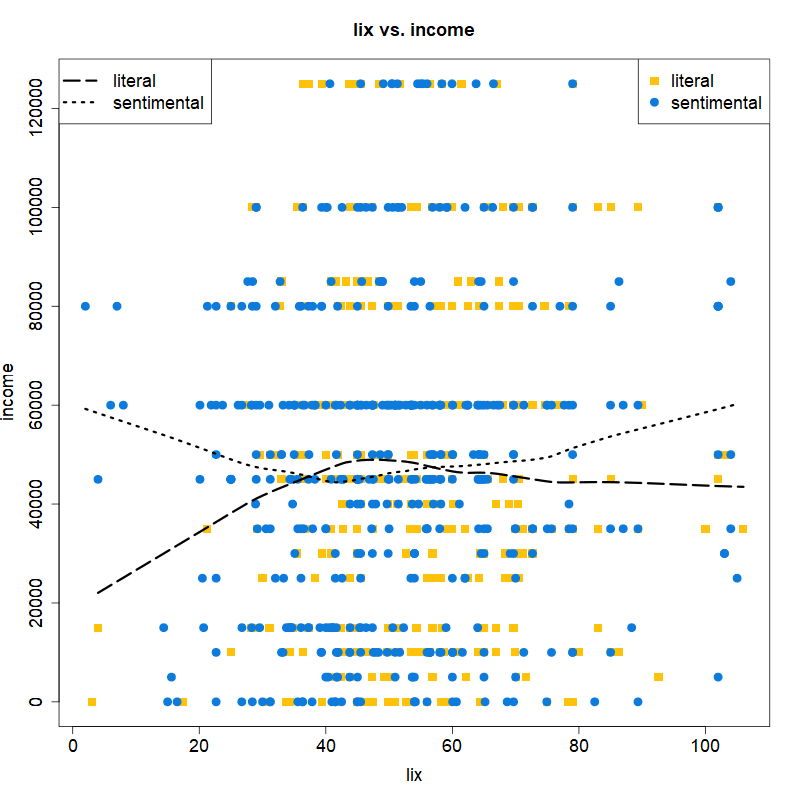 lix vs. income
literal
sentimental
literal
sentimental
income
120000
100000
80000
60000
40000
20000
0
0 20 40 60 80 100
lix